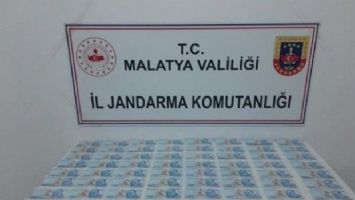 T.C.
MALATYA VALİLİĞİ
İL JANDARMA KOMUTANLIĞI